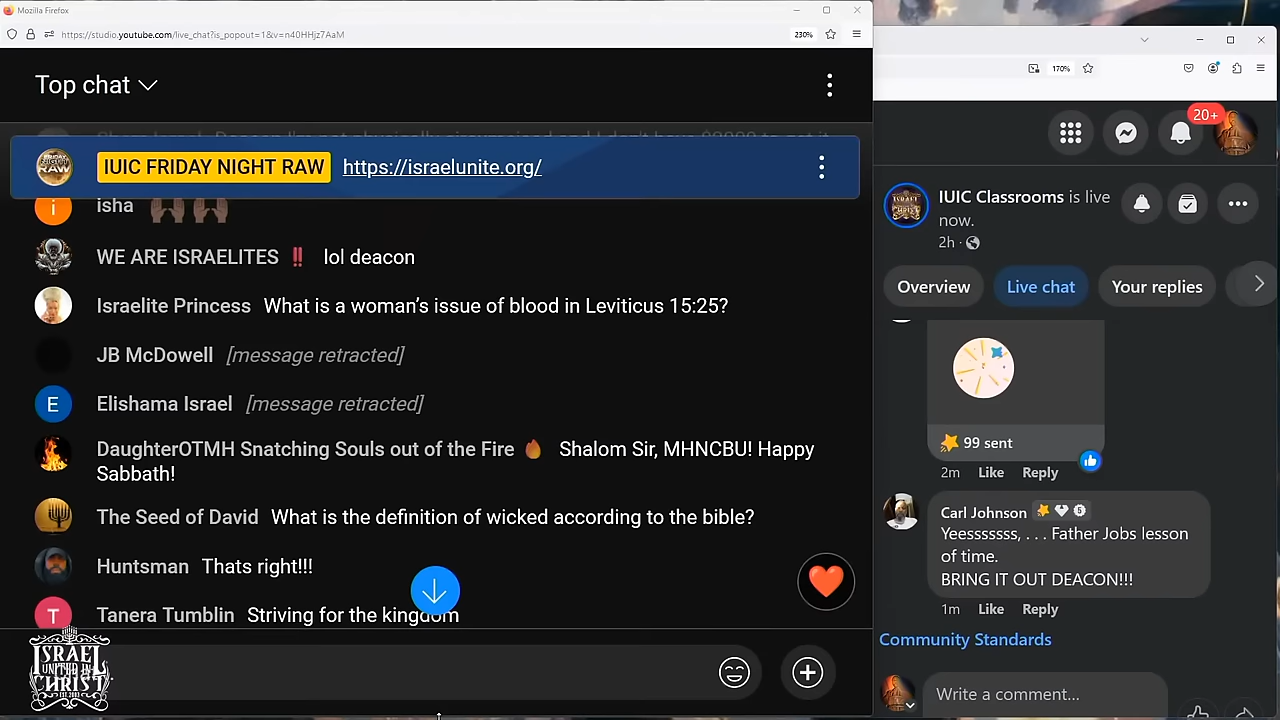 Mozilla Firefox
https://studio.youtube.com/live_chat?is_popout=1&v=n40HHjz7AaM
230%
Top chat
IUIC FRIDAY NIGHT RAW https://israelunite.org/
isha
WE ARE ISRAELITES ‼ lol deacon
Israelite Princess What is a woman’s issue of blood in Leviticus 15:25?
JB McDowell [message retracted]
E
Elishama Israel [message retracted]
DaughterOTMH Snatching Souls out of the Fire 🔥 Shalom Sir, MHNCBU! Happy
Sabbath!
The Seed of David What is the definition of wicked according to the bible?
Huntsman Thats right!!!
T
Tanera Tumblin Striving for the kingdom
ISRAEL
UNITED IN
CHRIST
170%
20+
IUIC Classrooms is live
now.
2h
Overview
Live chat
Your replies
99 sent
2m Like Reply
Carl Johnson
Yeesssssss, . . . Father Jobs lesson
of time.
BRING IT OUT DEACON!!!
1m Like Reply
Community Standards
Write a comment...